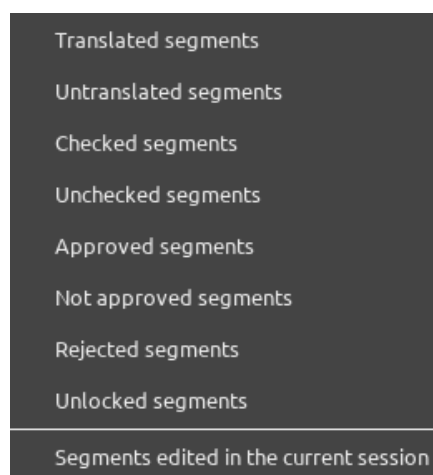 Translated segments
Untranslated segments
Checked segments
Unchecked segments
Approved segments
Not approved segments
Rejected segments
Unlocked segments
Segments edited in the current session